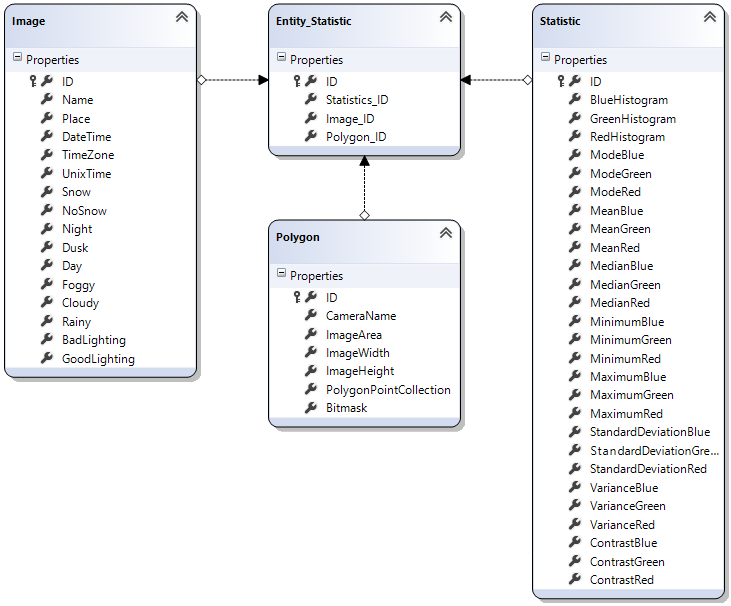 Image
Properties
ID
Name
Place
DateTime
TimeZone
UnixTime
Snow
NoSnow
Night
Dusk
Day
Foggy
Cloudy
Rainy
BadLighting
GoodLighting
Entity_Statistic
Properties
ID
Statistics_ID
Image_ID
Polygon_ID
Polygon
Properties
ID
CameraName
ImageArea
ImageWidth
ImageHeight
PolygonPointCollection
Bitmask
Statistic
Properties
ID
BlueHistogram
GreenHistogram
RedHistogram
ModeBlue
ModeGreen
ModeRed
MeanBlue
MeanGreen
MeanRed
MedianBlue
MedianGreen
MedianRed
MinimumBlue
MinimumGreen
MinimumRed
MaximumBlue
MaximumGreen
MaximumRed
StandardDeviationBlue
StandardDeviationGre...
StandardDeviationRed
VarianceBlue
VarianceGreen
VarianceRed
ContrastBlue
ContrastGreen
ContrastRed